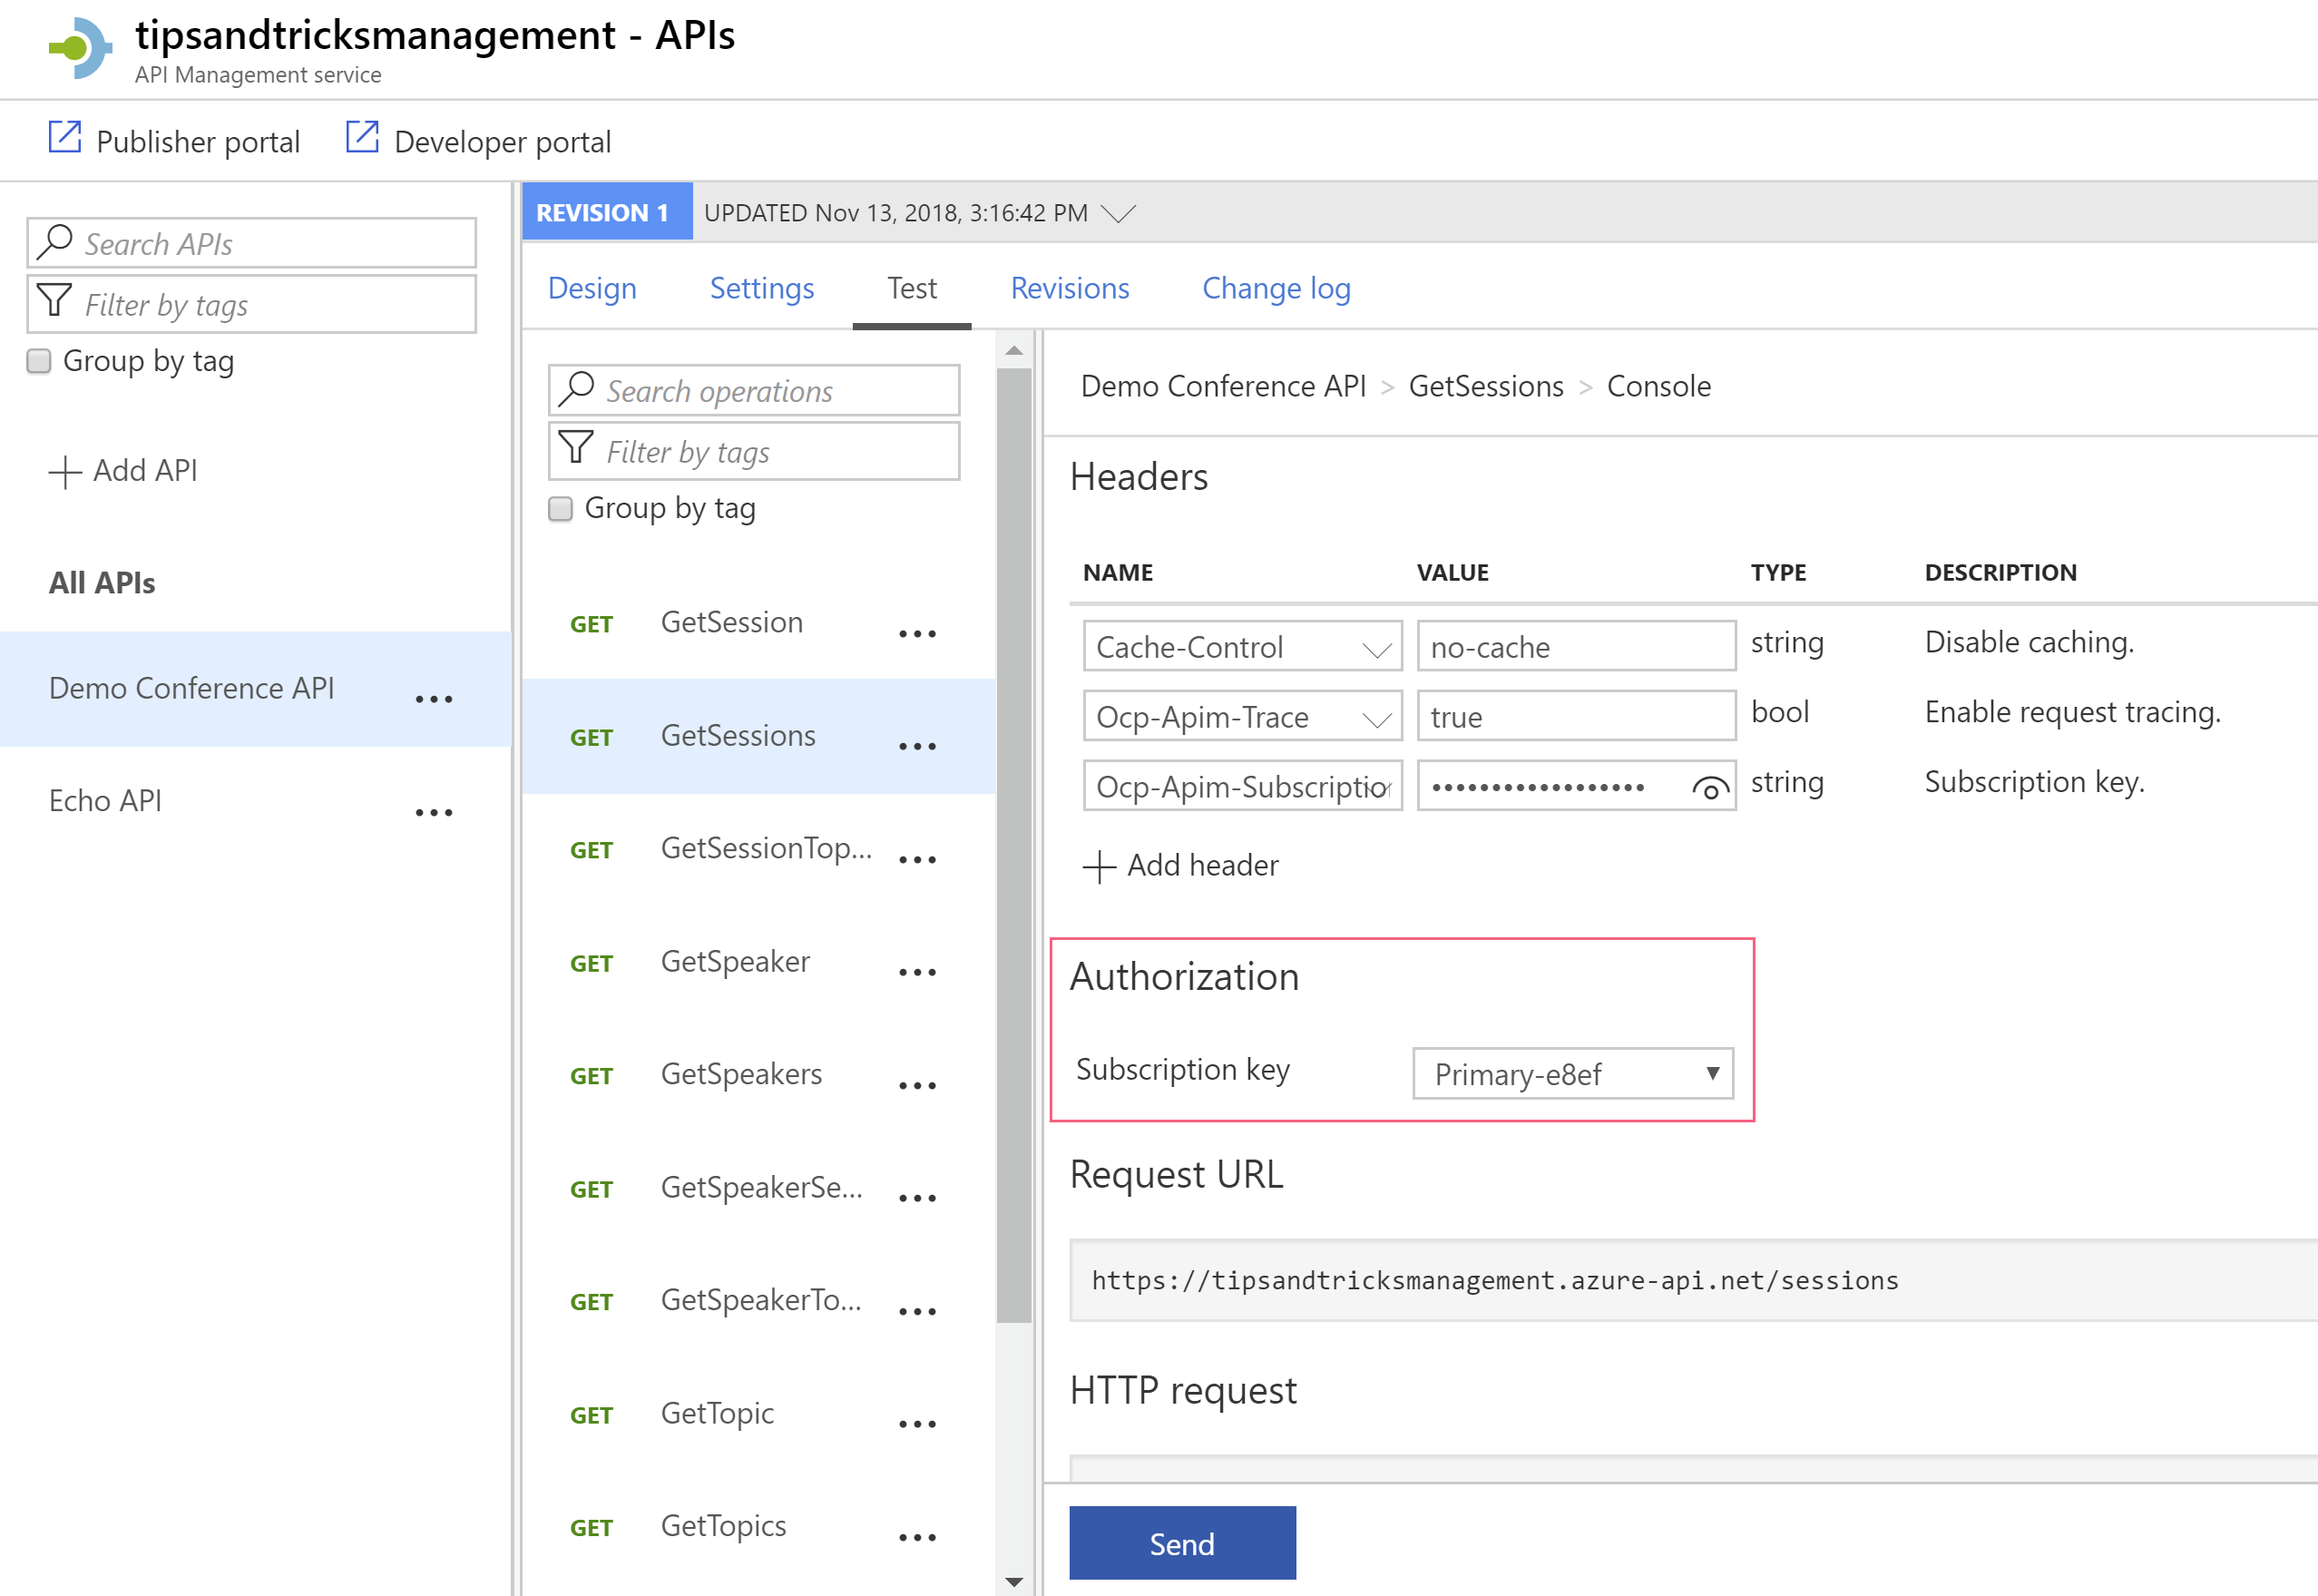 tipsandtricksmanagement - APIs
API Management service
Publisher portal
Developer portal
Search APIs
Filter by tags
Group by tag
Add API
All APIs
Demo Conference API
Echo API
REVISION 1
UPDATED Nov 13, 2018, 3:16:42 PM
Design
Settings
Test
Revisions
Change log
Search operations
Filter by tags
Group by tag
GET GetSession
GET GetSessions
GET GetSessionTop...
GET GetSpeaker
GET GetSpeakers
GET GetSpeakerSe...
GET GetSpeakerTo...
GET GetTopic
GET GetTopics
Demo Conference API > GetSessions > Console
Headers
NAME VALUE TYPE DESCRIPTION
Cache-Control no-cache string Disable caching.
Ocp-Apim-Trace true bool Enable request tracing.
Ocp-Apim-Subscription •••••••••••••••••• string Subscription key.
Add header
Authorization
Subscription key Primary-e8ef
Request URL
https://tipsandtricksmanagement.azure-api.net/sessions
HTTP request
Send